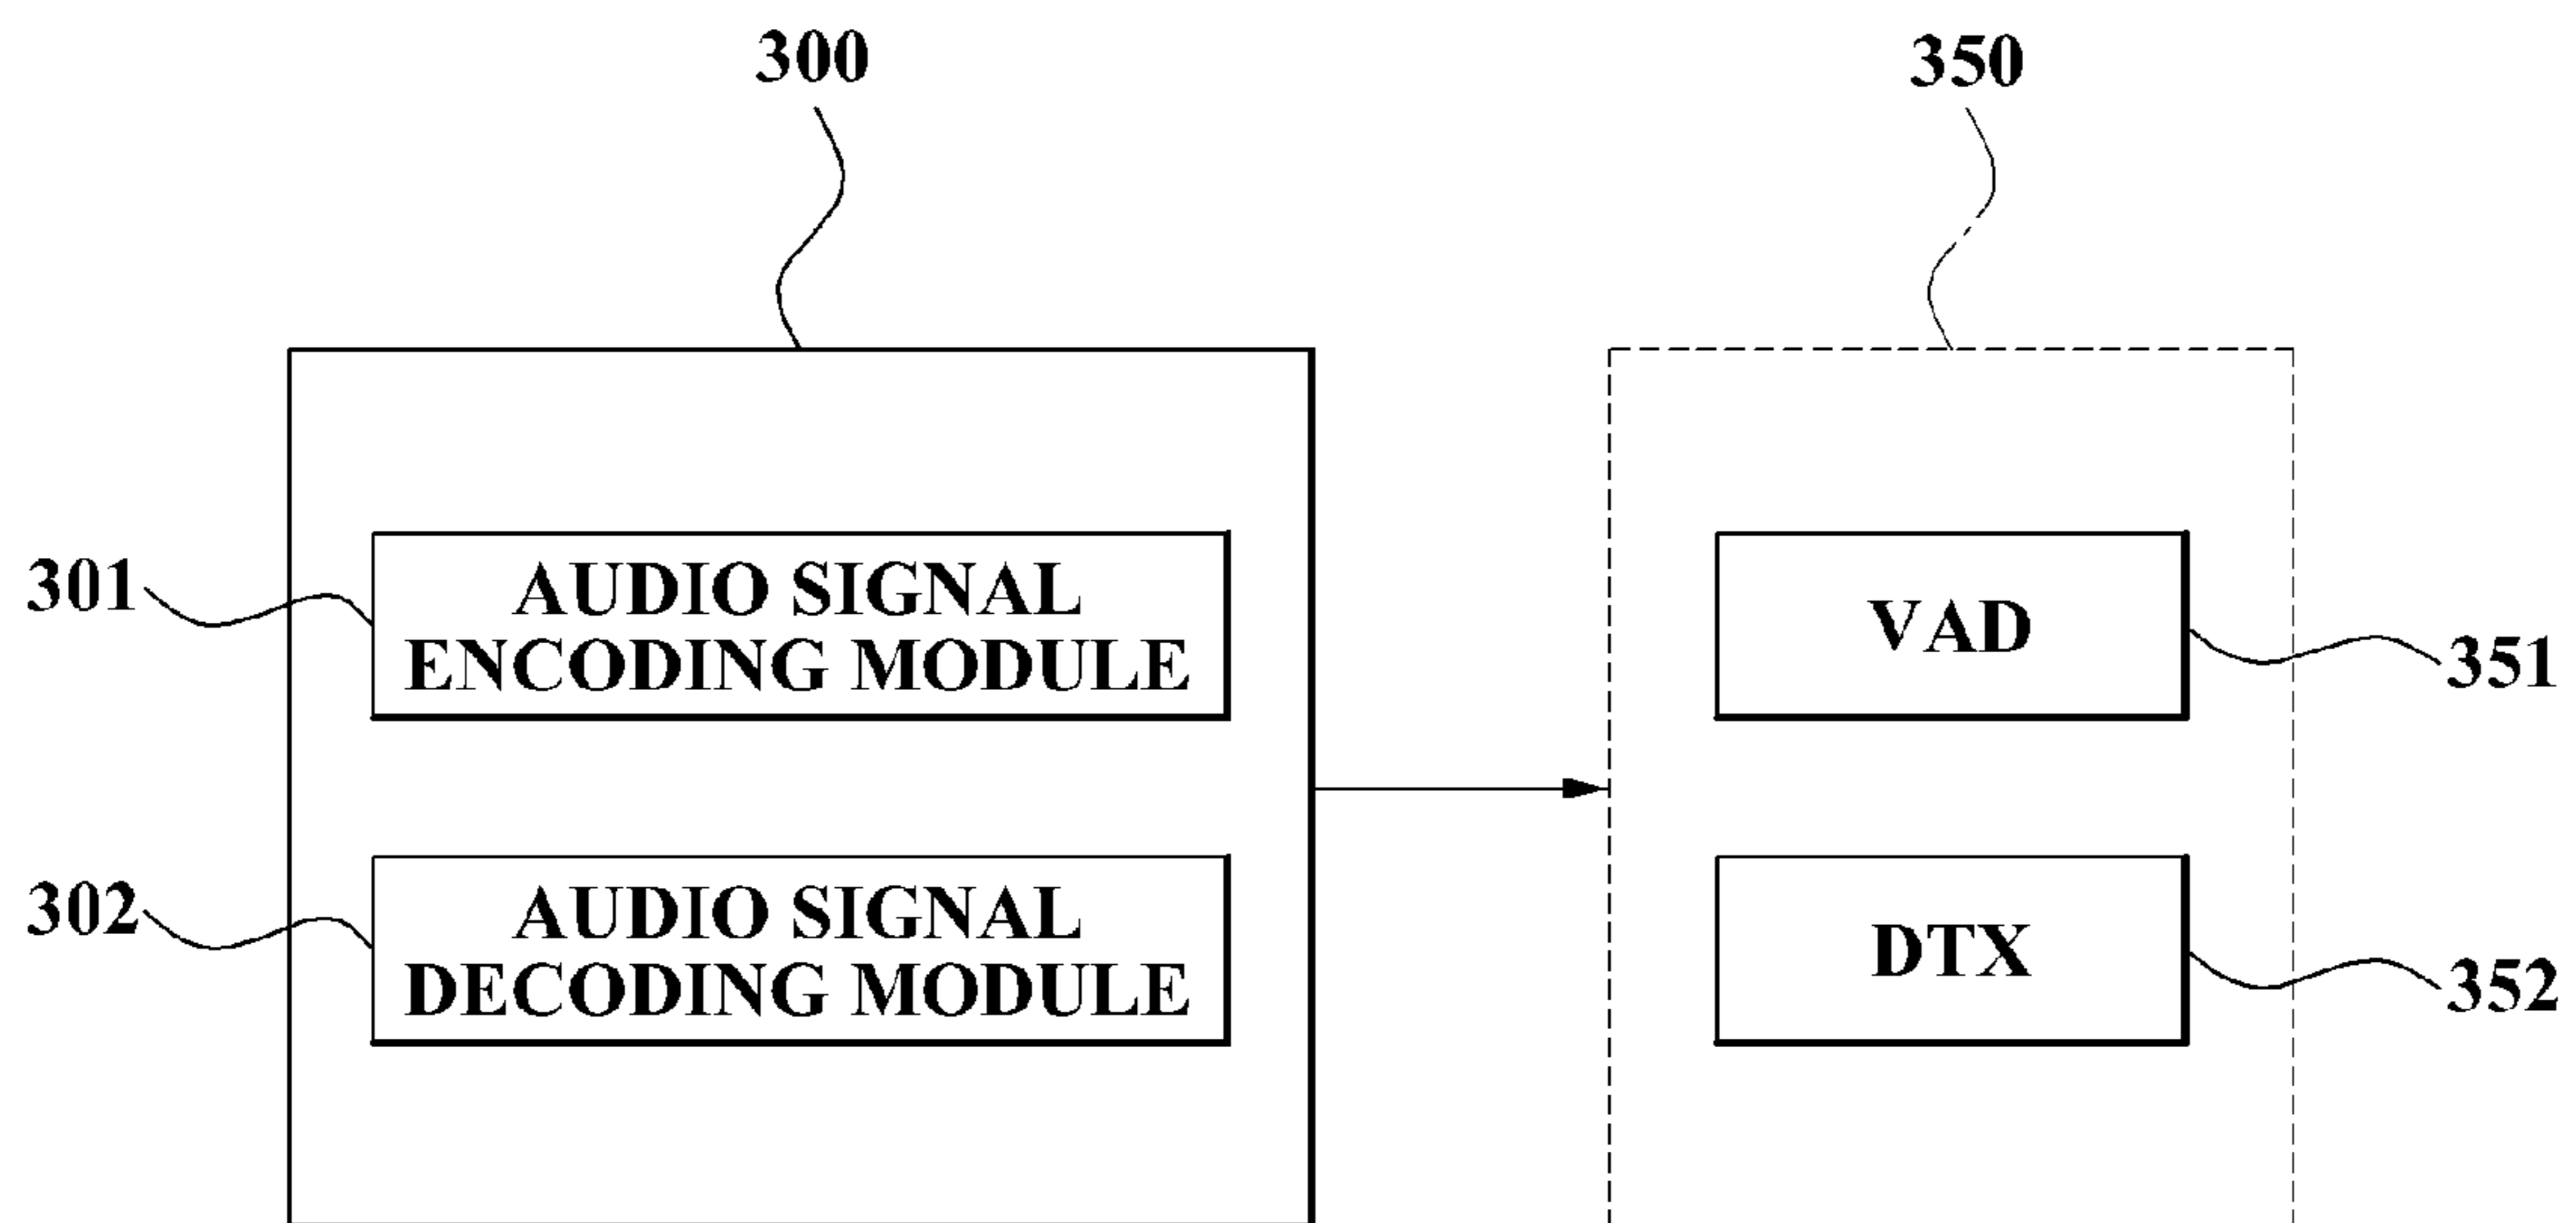 300
350
301
AUDIO SIGNAL
ENCODING MODULE
VAD
351
302
AUDIO SIGNAL
DECODING MODULE
DTX
352